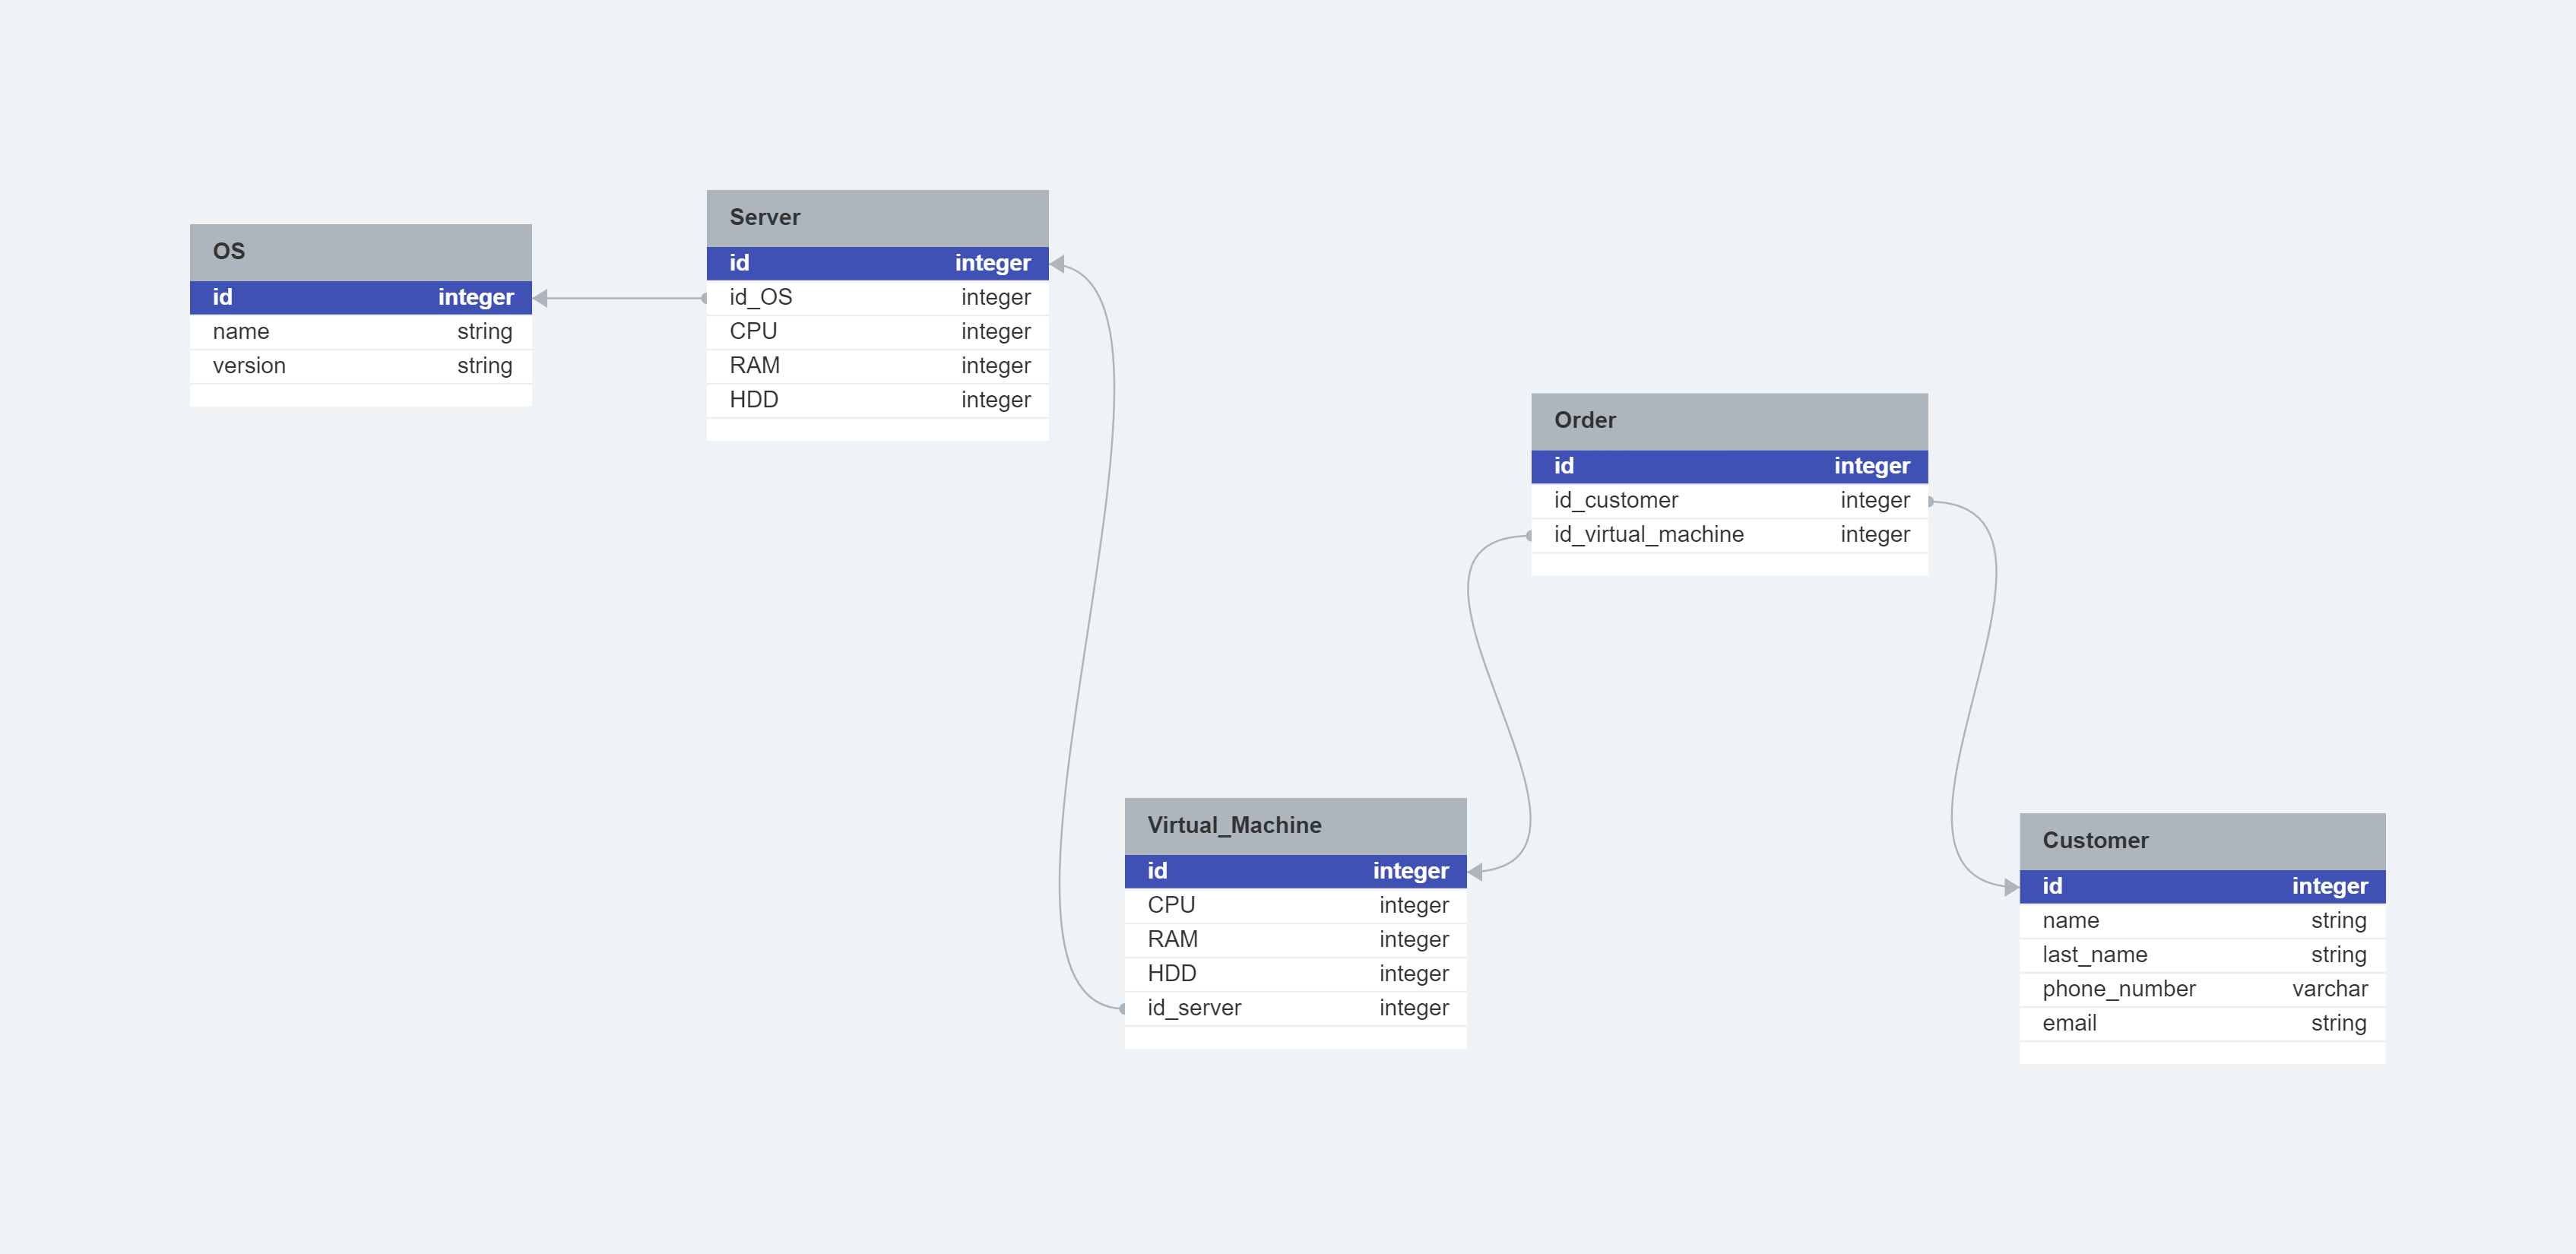 OS
id integer
name string
version string
Server
id integer
id_OS integer
CPU integer
RAM integer
HDD integer
Order
id integer
id_customer integer
id_virtual_machine integer
Virtual_Machine
id integer
CPU integer
RAM integer
HDD integer
id_server integer
Customer
id integer
name string
last_name string
phone_number varchar
email string